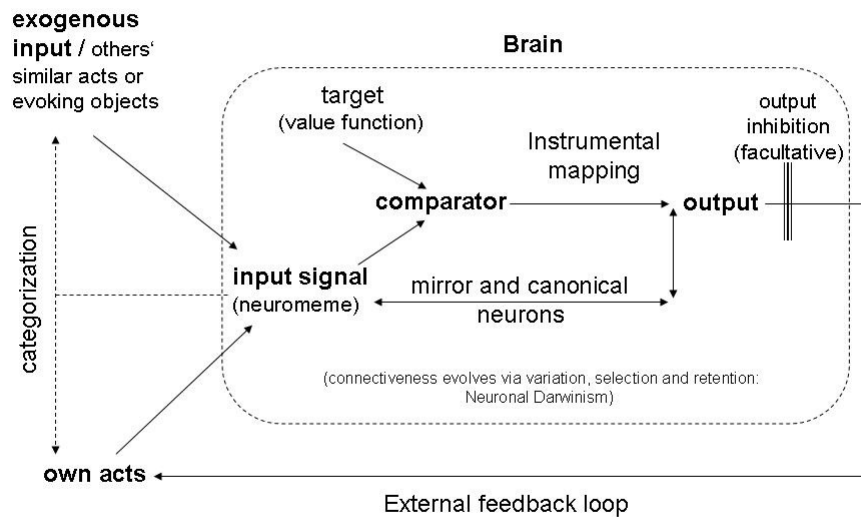 exogenous
input / others‘
similar acts or
evoking objects
Brain
target
(value function)
output
inhibition
(facultative)
Instrumental
mapping
comparator
output
categorization
input signal
(neuromeme)
mirror and canonical
neurons
(connectiveness evolves via variation, selection and retention:
Neuronal Darwinism)
own acts
External feedback loop